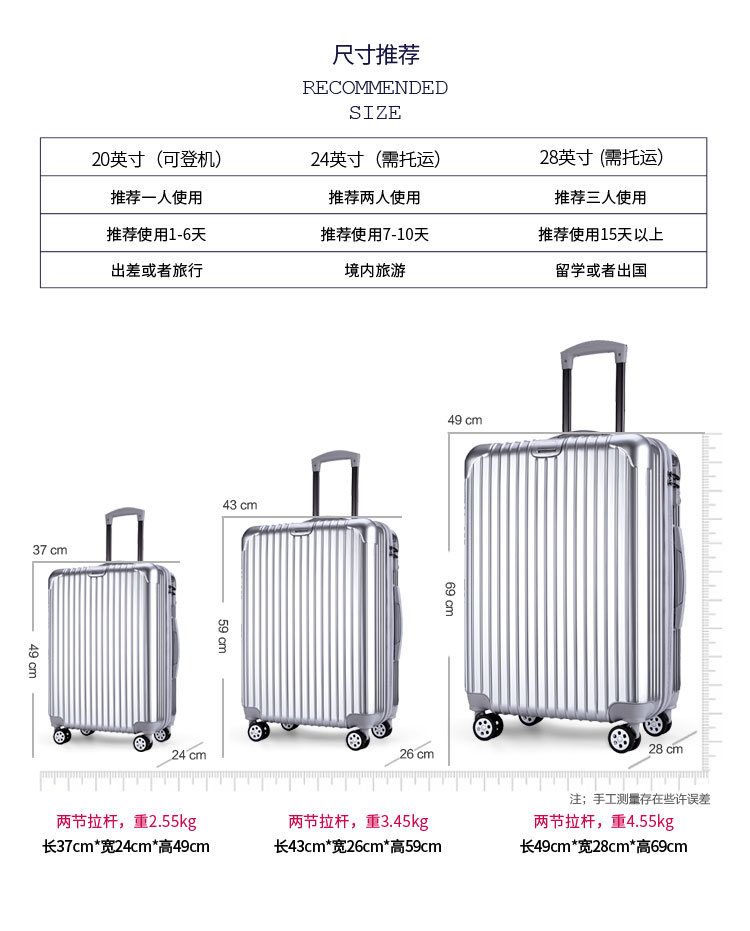 尺寸推荐
RECOMMENDED
SIZE
20英寸（可登机） 24英寸（需托运） 28英寸 (需托运）
推荐一人使用 推荐两人使用 推荐三人使用
推荐使用1-6天 推荐使用7-10天 推荐使用15天以上
出差或者旅行 境内旅游 留学或者出国
49 cm
43 cm
37 cm
69 cm
59 cm
49 cm
24 cm
26 cm
28 cm
注；手工测量存在些许误差
两节拉杆，重2.55kg 两节拉杆，重3.45kg 两节拉杆，重4.55kg
长37cm*宽24cm*高49cm 长43cm*宽26cm*高59cm 长49cm*宽28cm*高69cm